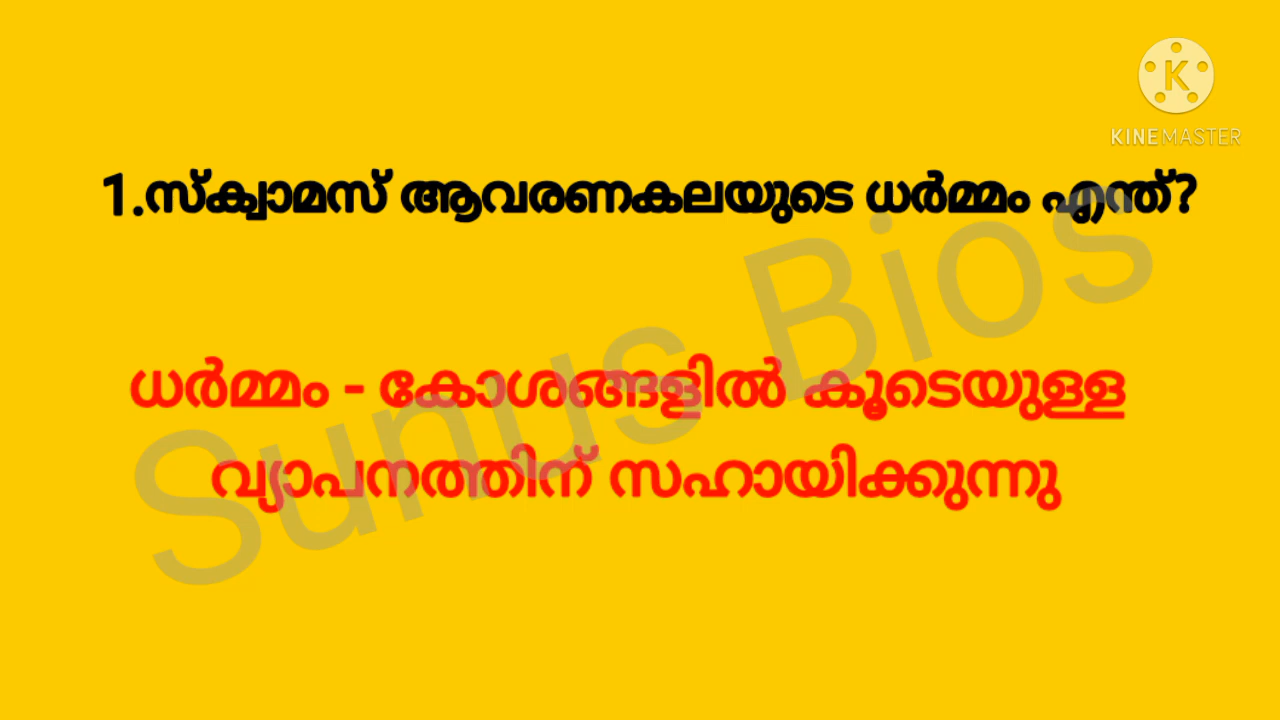 K
KINEMASTER
1.സ്ക്വാമസ് ആവരണകലയുടെ ധർമ്മം എന്ത്?
ധർമ്മം - കോശങ്ങളിൽ കൂടെയുള്ള
വ്യാപനത്തിന് സഹായിക്കുന്നു
Sunus Bios